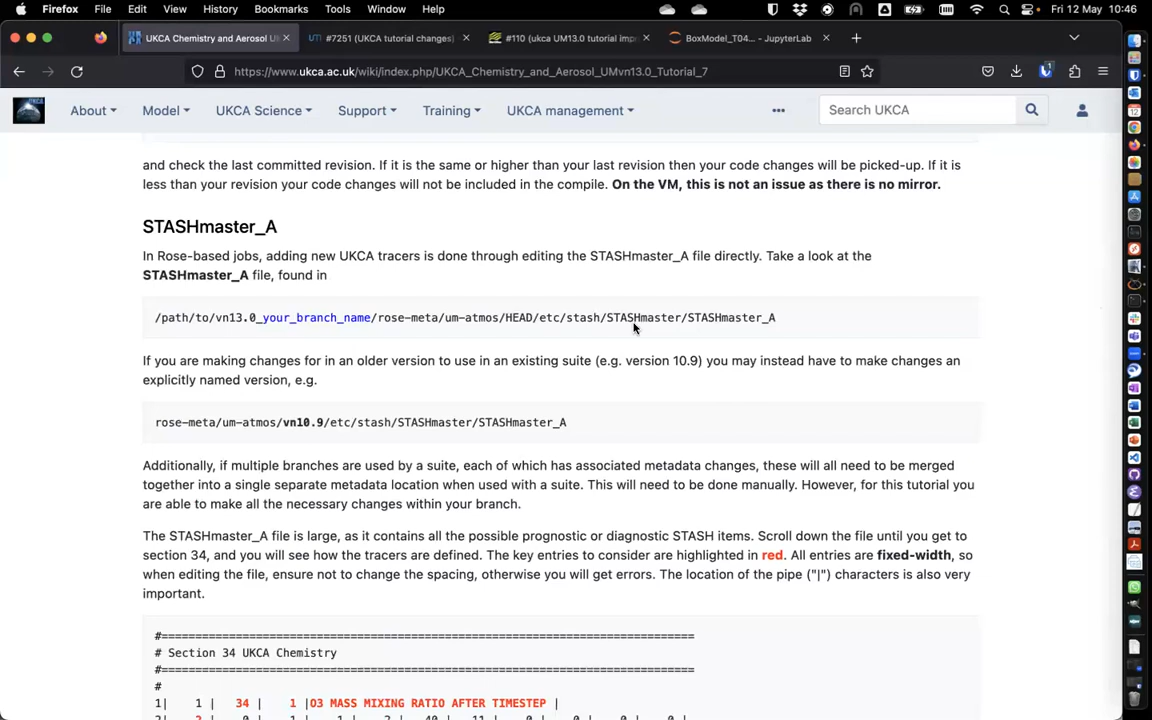 Firefox File Edit View History Bookmarks Tools Window Help Fri 12 May 10:46
UKCA Chemistry and Aerosol U #7251 (UKCA tutorial changes) #110 (ukca UM13.0 tutorial imp BoxModel_T04... - JupyterLab
https://www.ukca.ac.uk/wiki/index.php/UKCA_Chemistry_and_Aerosol_UMvn13.0_Tutorial_7
About Model UKCA Science Support Training UKCA management Search UKCA
and check the last committed revision. If it is the same or higher than your last revision then your code changes will be picked-up. If it is
less than your revision your code changes will not be included in the compile. On the VM, this is not an issue as there is no mirror.
STASHmaster_A
In Rose-based jobs, adding new UKCA tracers is done through editing the STASHmaster_A file directly. Take a look at the
STASHmaster_A file, found in
/path/to/vn13.0_your_branch_name/rose-meta/um-atmos/HEAD/etc/stash/STASHmaster/STASHmaster_A
If you are making changes for in an older version to use in an existing suite (e.g. version 10.9) you may instead have to make changes an
explicitly named version, e.g.
rose-meta/um-atmos/vn10.9/etc/stash/STASHmaster/STASHmaster_A
Additionally, if multiple branches are used by a suite, each of which has associated metadata changes, these will all need to be merged
together into a single separate metadata location when used with a suite. This will need to be done manually. However, for this tutorial you
are able to make all the necessary changes within your branch.
The STASHmaster_A file is large, as it contains all the possible prognostic or diagnostic STASH items. Scroll down the file until you get to
section 34, and you will see how the tracers are defined. The key entries to consider are highlighted in red. All entries are fixed-width, so
when editing the file, ensure not to change the spacing, otherwise you will get errors. The location of the pipe ("|") characters is also very
important.
#===============================================================================
# Section 34 UKCA Chemistry
#===============================================================================
#
1| 1 | 34 | 1 |O3 MASS MIXING RATIO AFTER TIMESTEP |